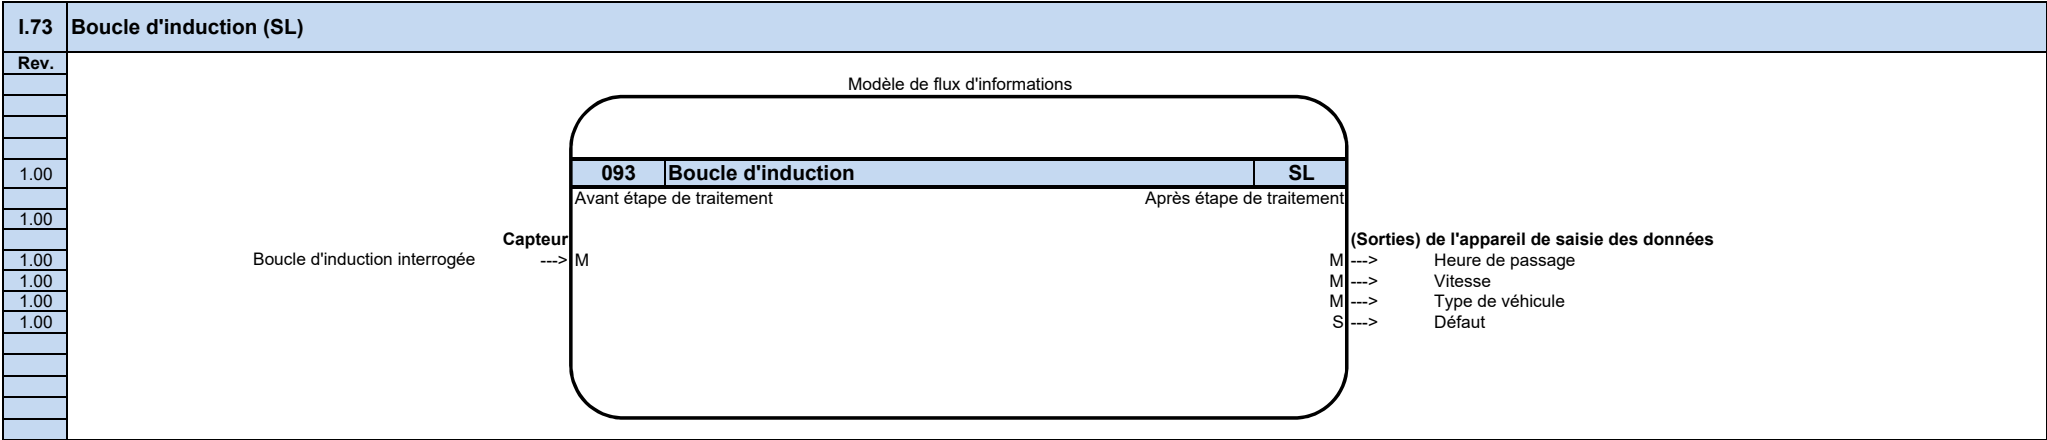 I.73 Boucle d'induction (SL)
Rev.
Modèle de flux d'informations
1.00 093 Boucle d'induction SL
Avant étape de traitement Après étape de traitement
1.00
Capteur (Sorties) de l'appareil de saisie des données
1.00 Boucle d'induction interrogée ---> M M ---> Heure de passage
1.00 M ---> Vitesse
1.00 M ---> Type de véhicule
1.00 S ---> Défaut